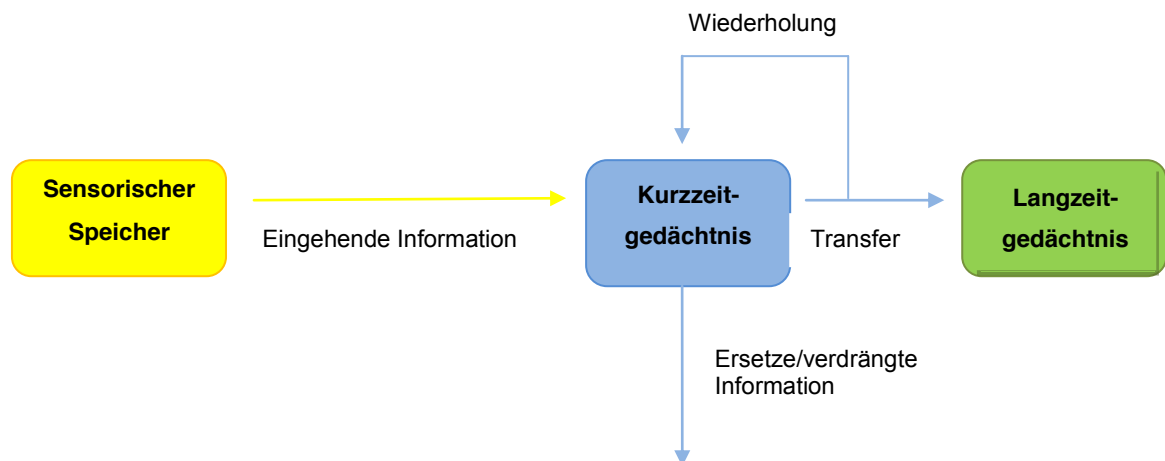 Wiederholung
Sensorischer
Speicher
Eingehende Information
Kurzzeit-
gedächtnis
Transfer
Langzeit-
gedächtnis
Ersetze/verdrängte
Information